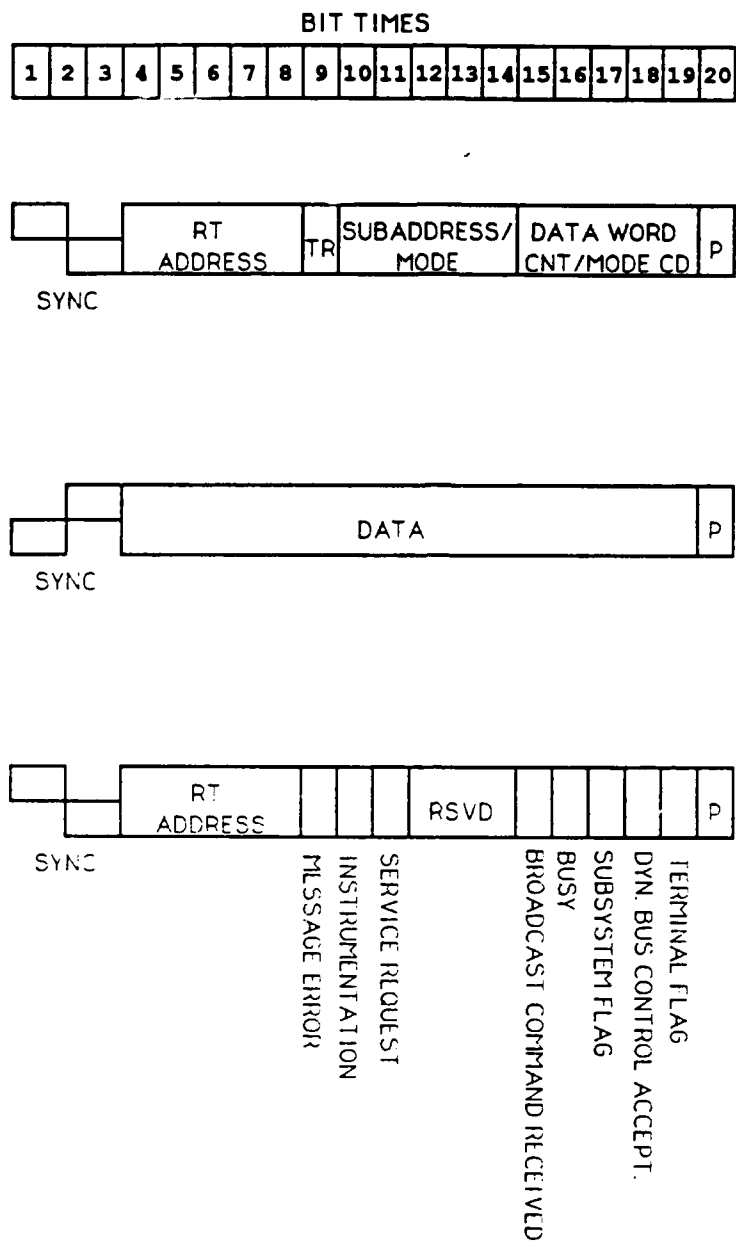 BIT TIMES
1 2 3 4 5 6 7 8 9 10 11 12 13 14 15 16 17 18 19 20
RT
ADDRESS
TR
SUBADDRESS/
MODE
DATA WORD
CNT/MODE CD
P
SYNC
DATA
P
SYNC
RT
ADDRESS
RSVD
P
SYNC
MESSAGE ERROR
INSTRUMENTATION
SERVICE REQUEST
BROADCAST COMMAND RECEIVED
BUSY
SUBSYSTEM FLAG
DYN. BUS CONTROL ACCEPT.
TERMINAL FLAG